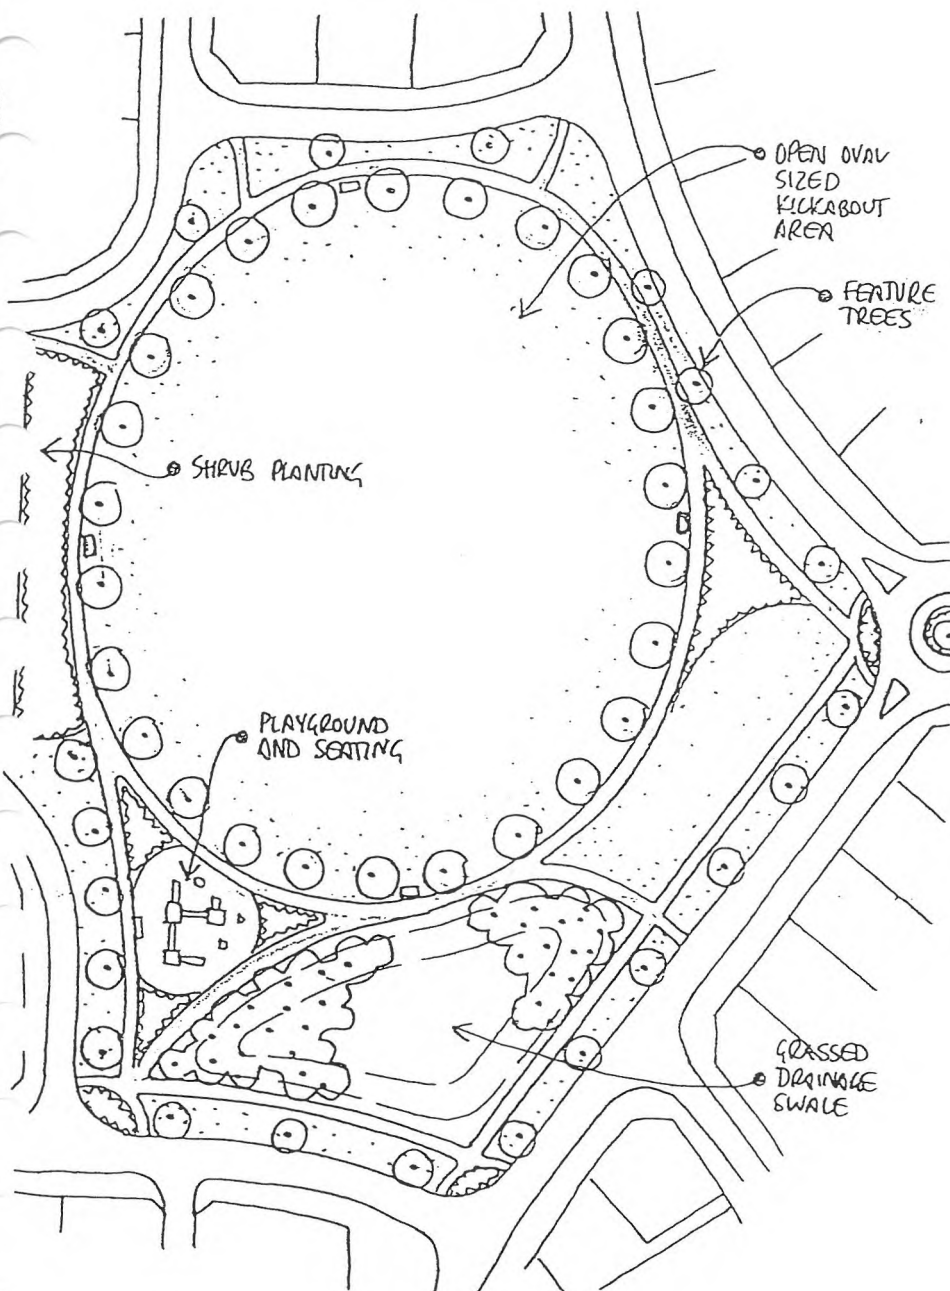 OPEN OVAL
SIZED
KICKABOUT
AREA
FEATURE
TREES
SHRUB PLANTING
PLAYGROUND
AND SEATING
GRASSED
DRAINAGE
SWALE